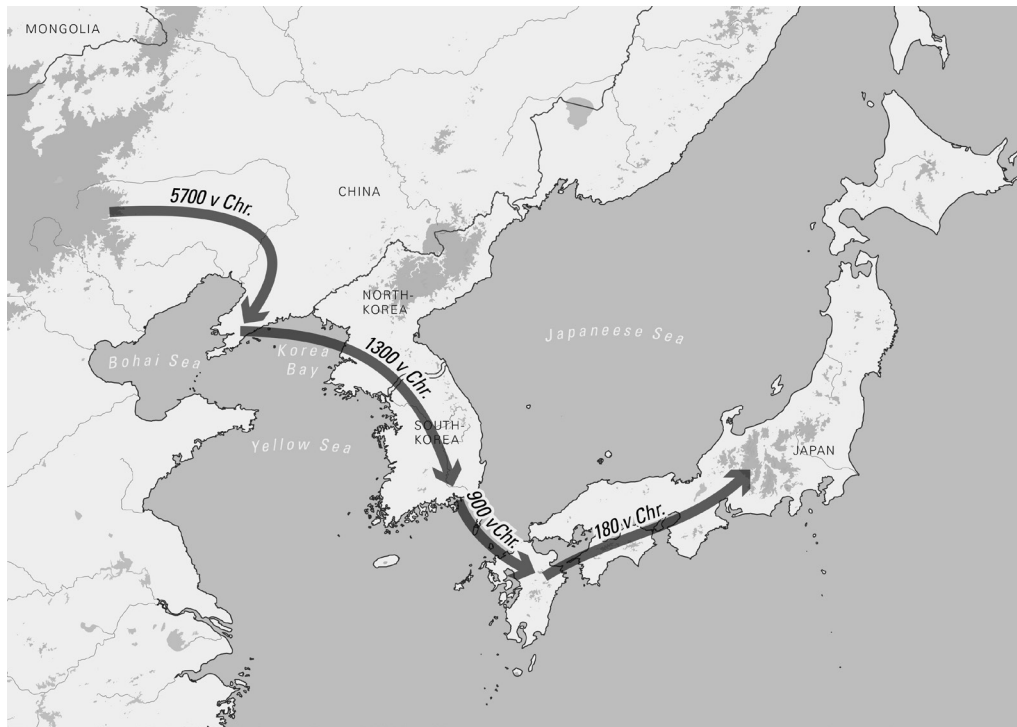 MONGOLIA
5700 v Chr.
CHINA
NORTH-
KOREA
Japaneese Sea
Bohai Sea
Korea
Bay
1300 v Chr.
SOUTH-
KOREA
Yellow Sea
JAPAN
900 v Chr.
180 v Chr.